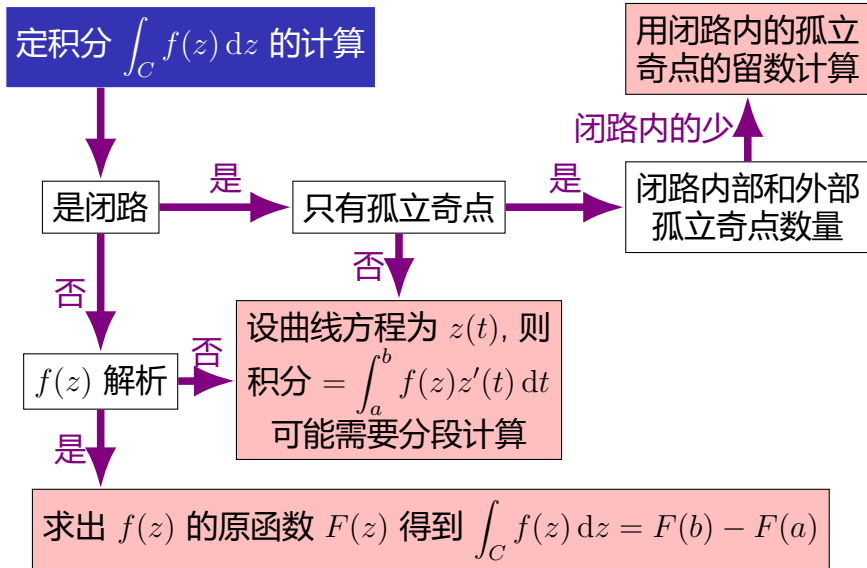 定积分 ∫_C f(z) dz 的计算
用闭路内的孤立
奇点的留数计算
闭路内的少
是
是
是闭路
只有孤立奇点
闭路内部和外部
孤立奇点数量
否
否
设曲线方程为 z(t), 则
否
f(z) 解析
积分 = ∫_a^b f(z)z′(t) dt
可能需要分段计算
是
求出 f(z) 的原函数 F(z) 得到 ∫_C f(z) dz = F(b) − F(a)